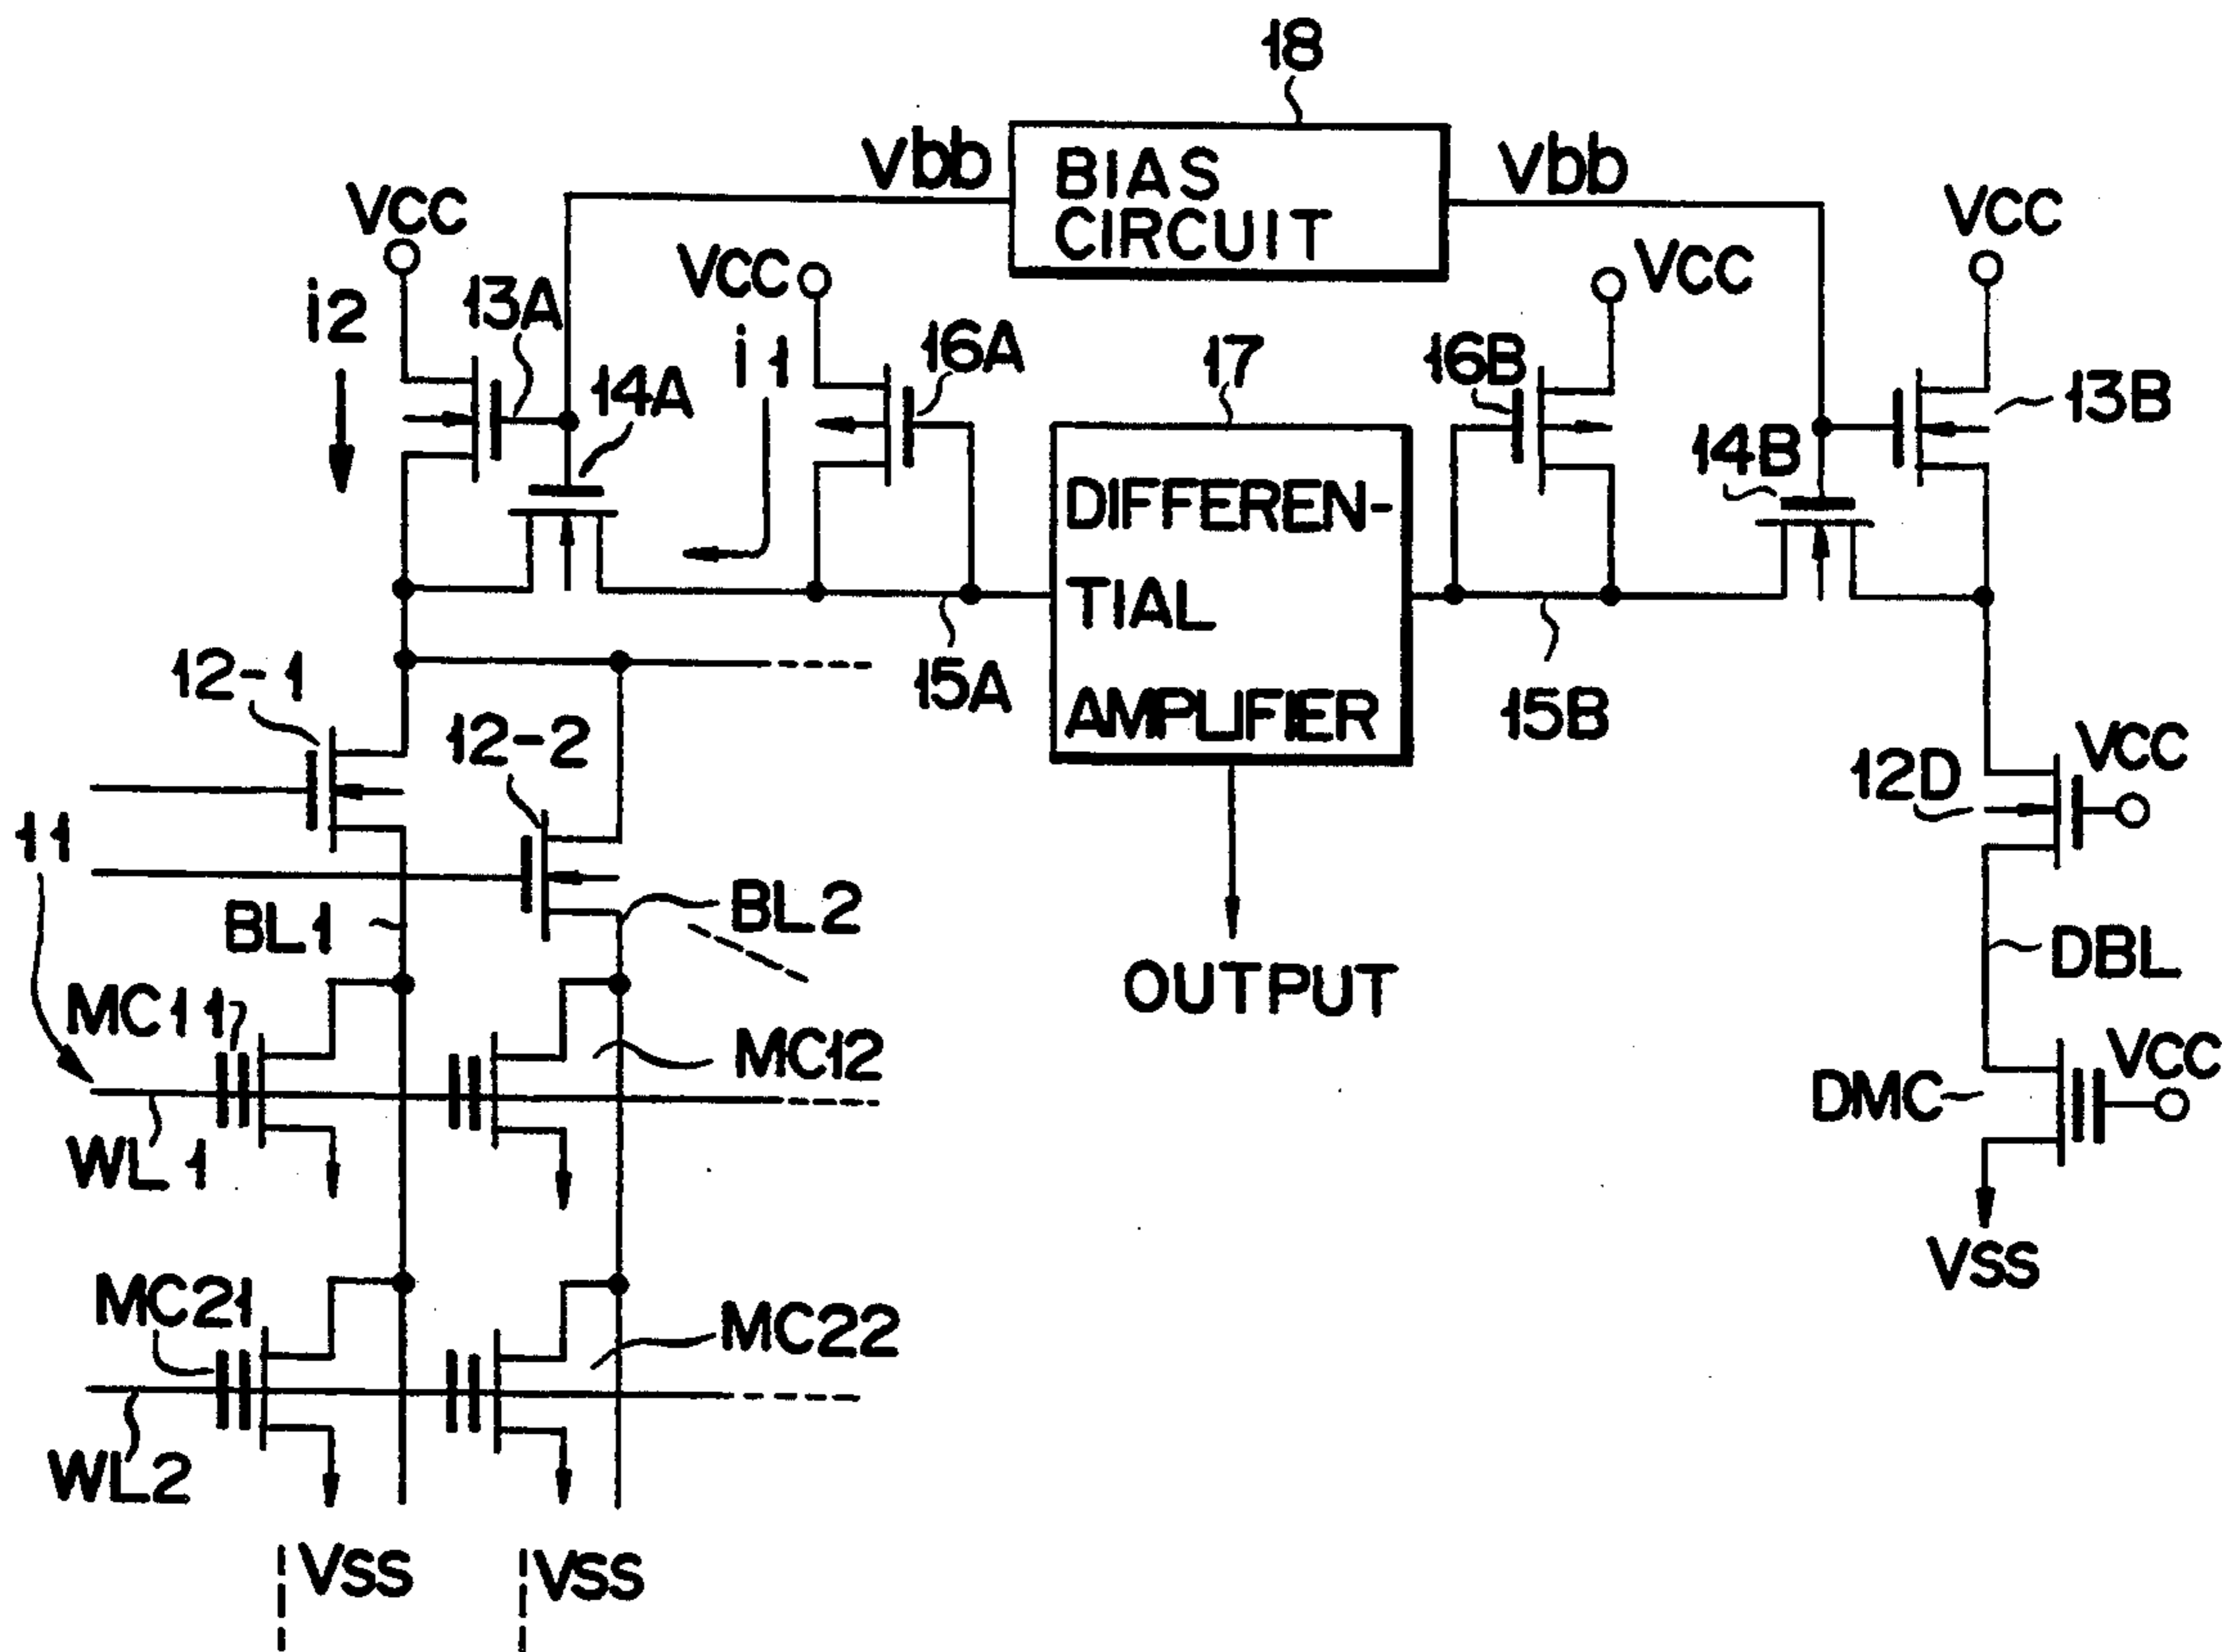 18
Vbb
BIAS
CIRCUIT
Vbb
VCC
VCC
VCC
VCC
i2
13A
14A
i1
16A
17
16B
14B
13B
DIFFEREN-
TIAL
AMPLIFIER
12-1
12-2
15A
15B
12D
VCC
11
BL1
BL2
OUTPUT
DBL
MC11
MC12
DMC
VCC
WL1
VSS
MC21
MC22
WL2
VSS
VSS